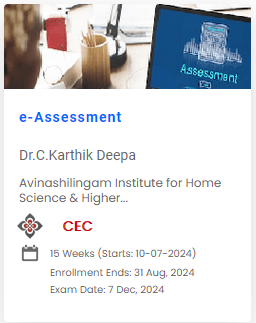 Assessment
e-Assessment
Dr.C.Karthik Deepa
Avinashilingam Institute for Home
Science & Higher...
CEC
15 Weeks (Starts: 10-07-2024)
Enrollment Ends: 31 Aug, 2024
Exam Date: 7 Dec, 2024